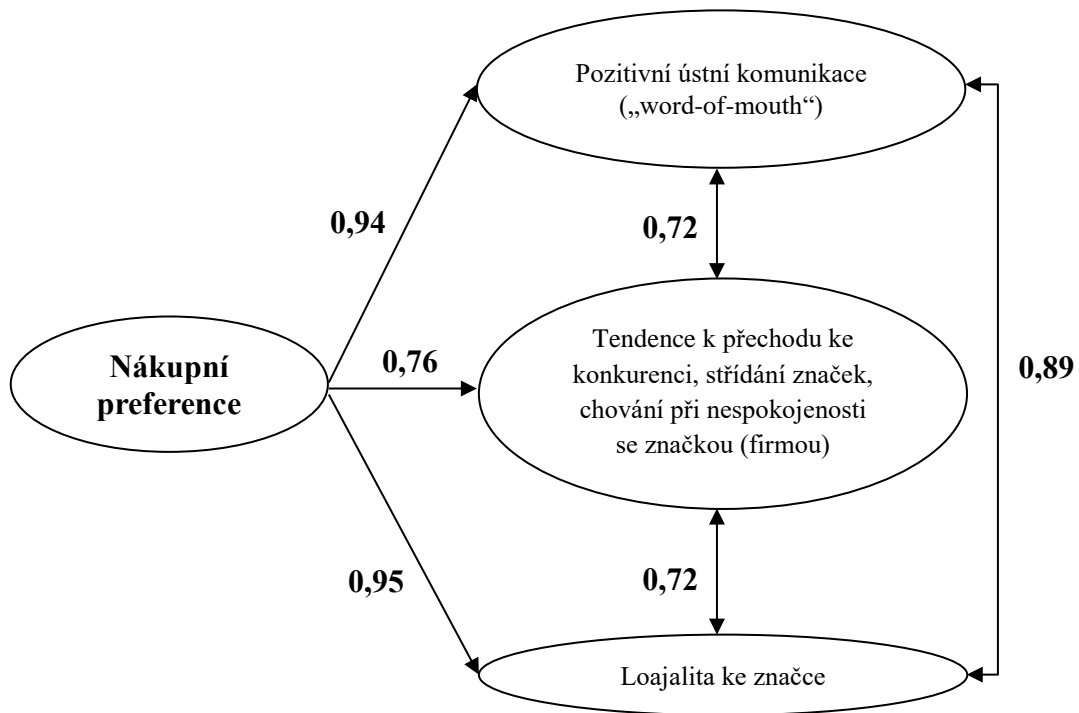 Pozitivní ústní komunikace
(„word-of-mouth“)
0,94
0,72
Nákupní
preference
0,76
Tendence k přechodu ke
konkurenci, střídání značek,
chování při nespokojenosti
se značkou (firmou)
0,89
0,95
0,72
Loajalita ke značce